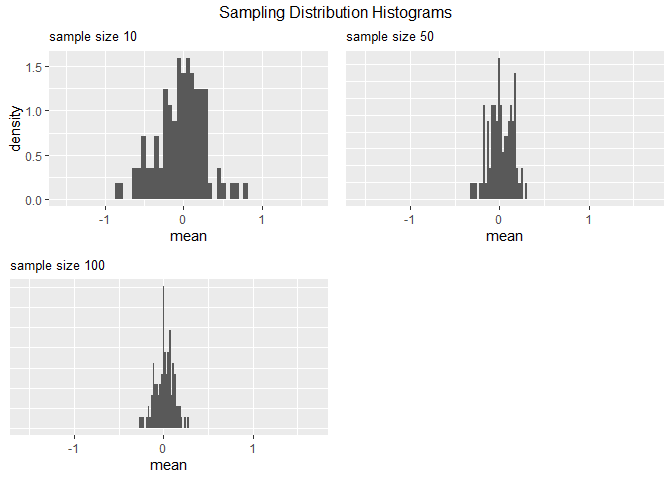 Sampling Distribution Histograms
sample size 10
density
1.5
1.0
0.5
0.0
-1 0 1
mean
sample size 50
-1 0 1
mean
sample size 100
-1 0 1
mean